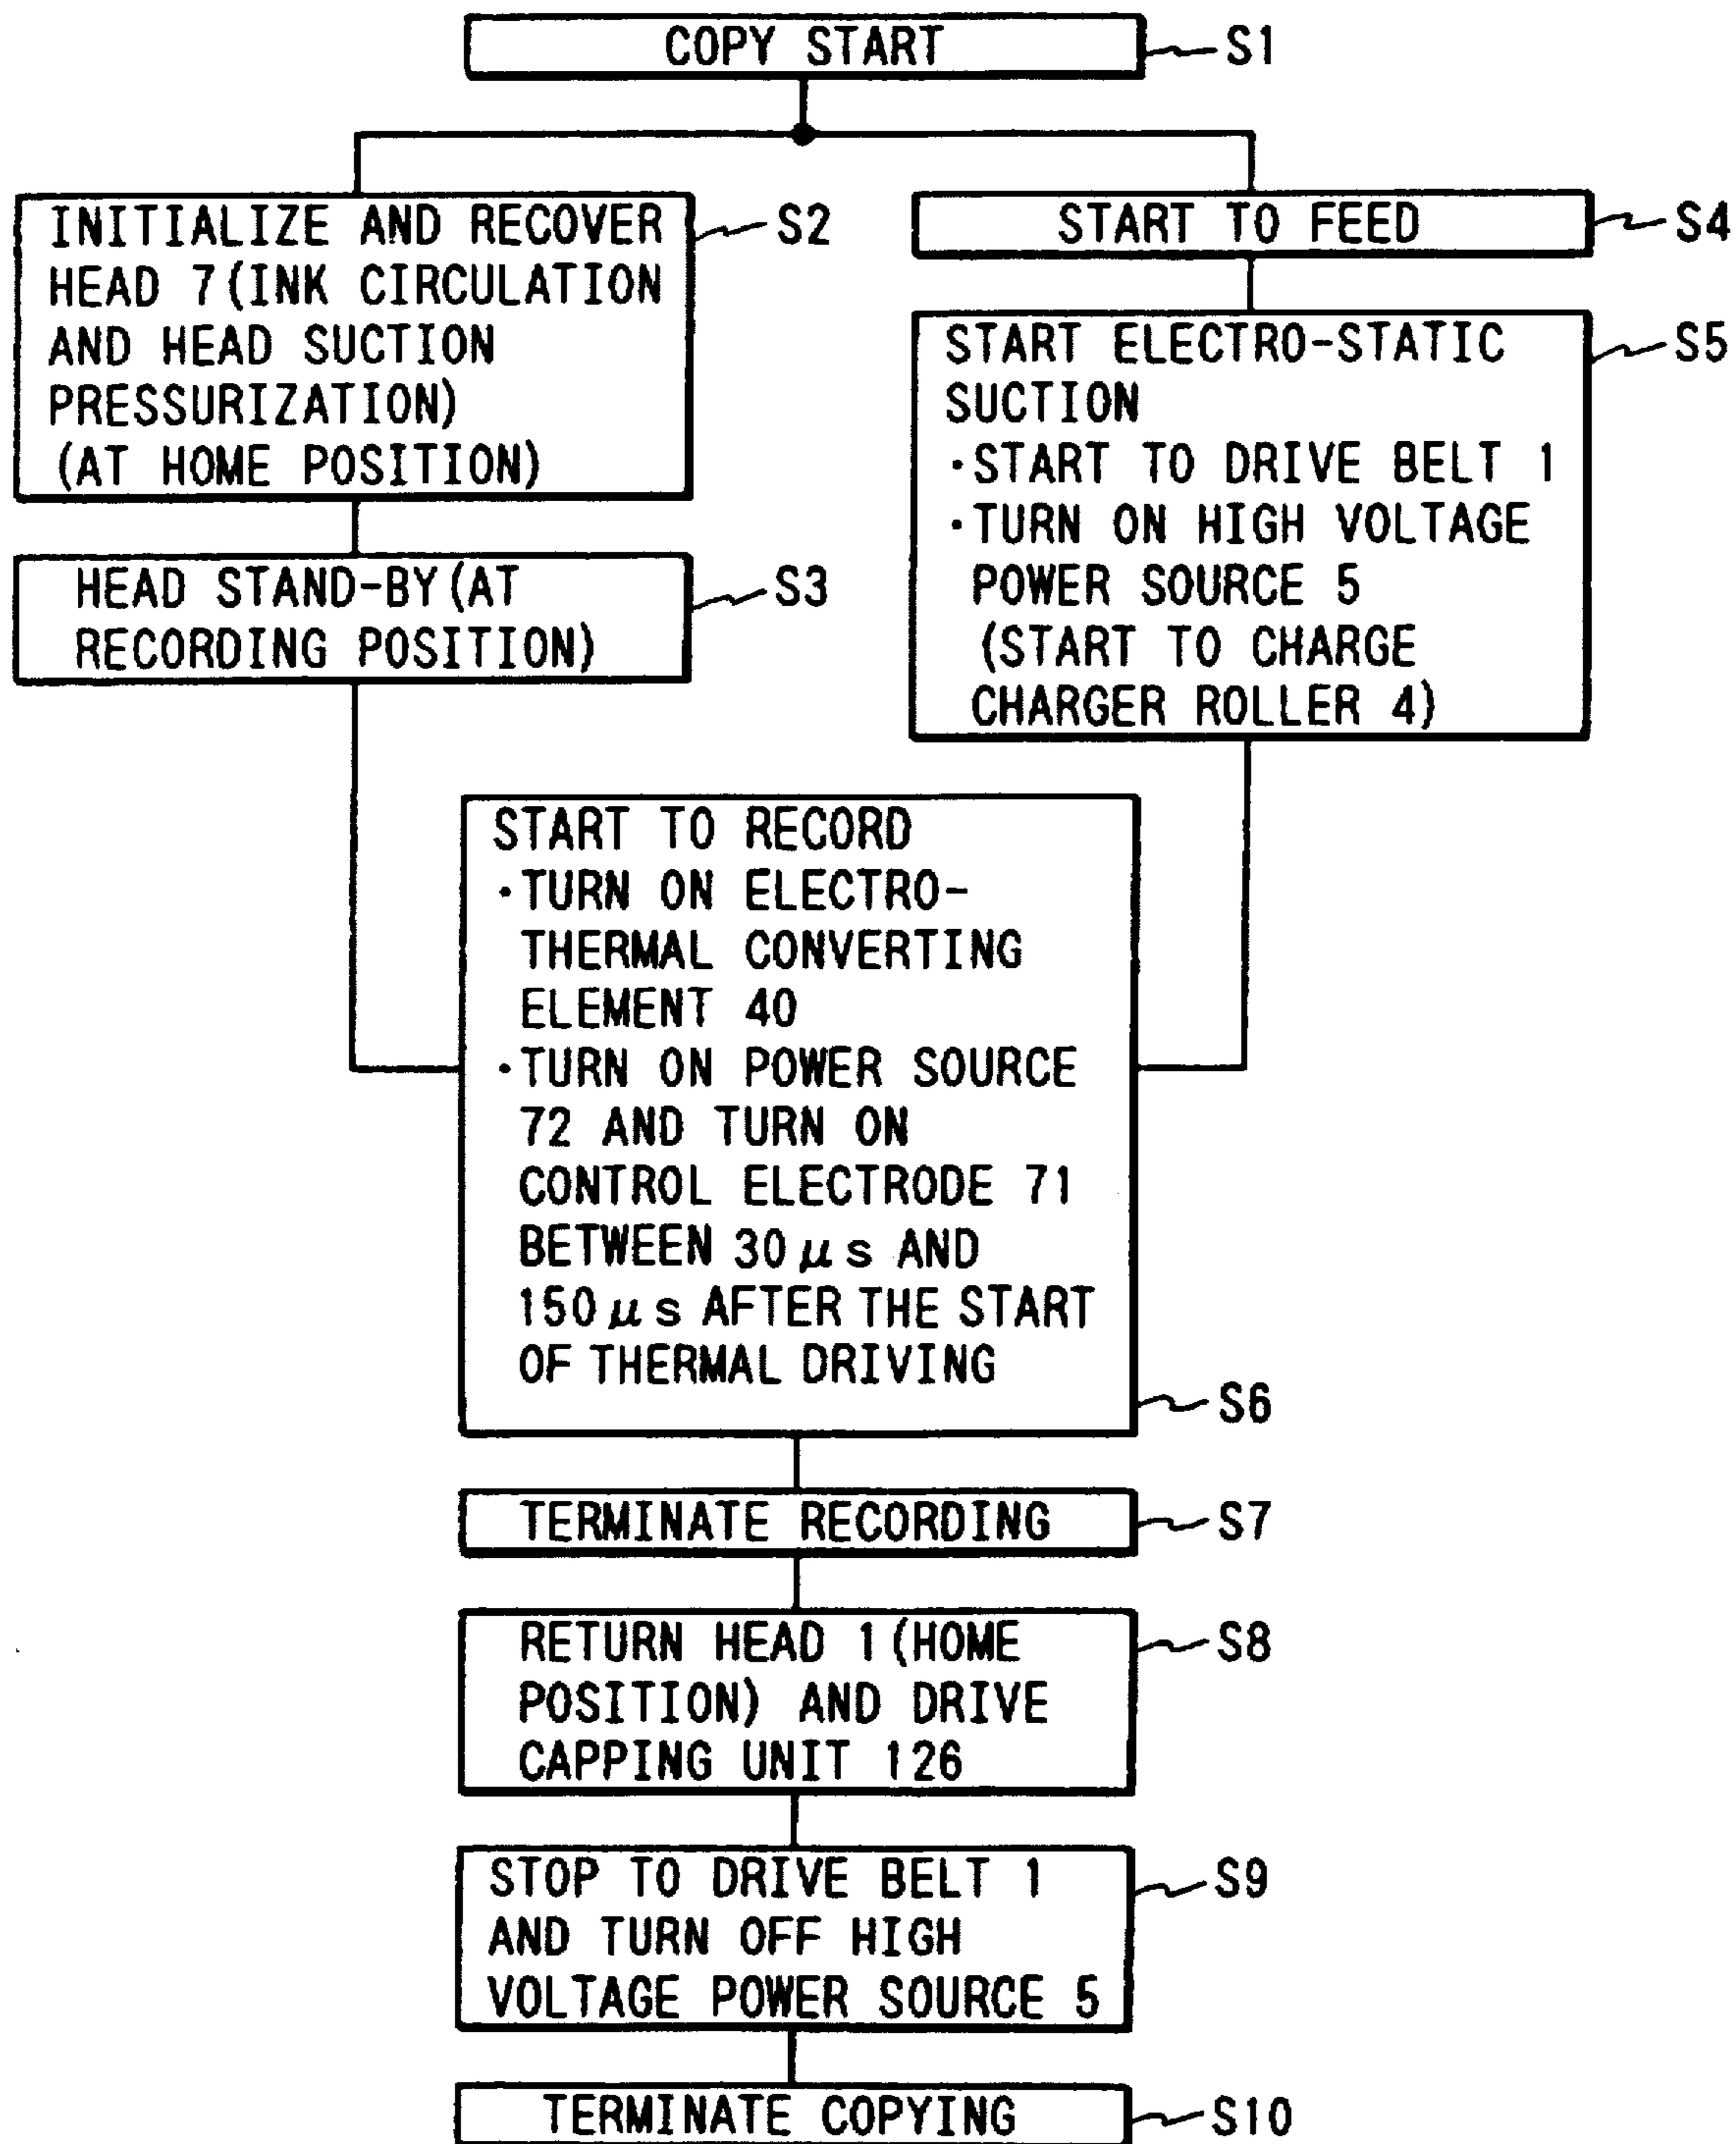 COPY START
S1
INITIALIZE AND RECOVER
HEAD 7(INK CIRCULATION
AND HEAD SUCTION
PRESSURIZATION)
(AT HOME POSITION)
S2
HEAD STAND-BY(AT
RECORDING POSITION)
S3
START TO FEED
S4
START ELECTRO-STATIC
SUCTION
·START TO DRIVE BELT 1
·TURN ON HIGH VOLTAGE
POWER SOURCE 5
(START TO CHARGE
CHARGER ROLLER 4)
S5
START TO RECORD
·TURN ON ELECTRO-
THERMAL CONVERTING
ELEMENT 40
·TURN ON POWER SOURCE
72 AND TURN ON
CONTROL ELECTRODE 71
BETWEEN 30μs AND
150μs AFTER THE START
OF THERMAL DRIVING
S6
TERMINATE RECORDING
S7
RETURN HEAD 1(HOME
POSITION) AND DRIVE
CAPPING UNIT 126
S8
STOP TO DRIVE BELT 1
AND TURN OFF HIGH
VOLTAGE POWER SOURCE 5
S9
TERMINATE COPYING
S10